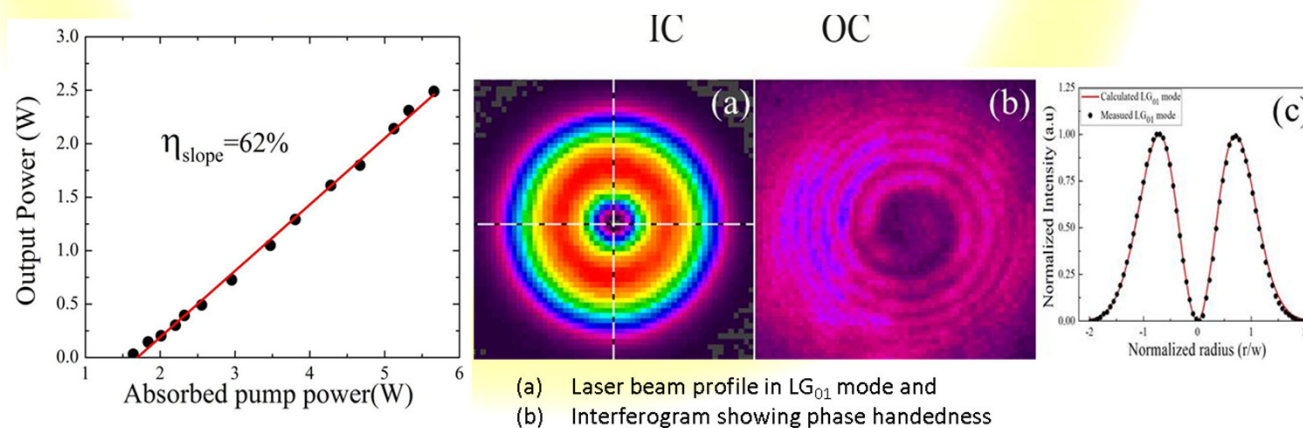 IC OC
3.0
2.5
2.0
1.5
1.0
0.5
0.0
Output Power (W)
ηslope=62%
1 2 3 4 5 6
Absorbed pump power(W)
(a)
(b)
(c)
1.25
1.00
0.75
0.50
0.25
0.00
Normalized Intensity (a.u)
Calculated LG01 mode
Measued LG01 mode
-2 -1 0 1
Normalized radius (r/w)
(a) Laser beam profile in LG01 mode and
(b) Interferogram showing phase handedness